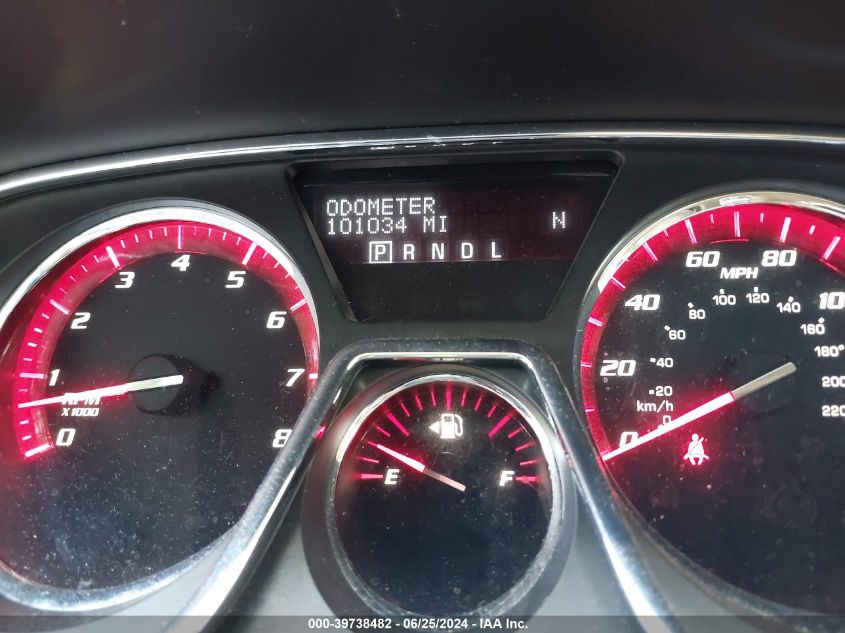 ODOMETER
101034 MI N
P R N D L
0 1 2 3 4 5 6 7 8
RPM
X1000
E F
0 20 40 60 80 10
MPH
0 20 40 60 80 100 120 140 160 180 200 220
km/h
000-39738482 - 06/25/2024 - IAA Inc.